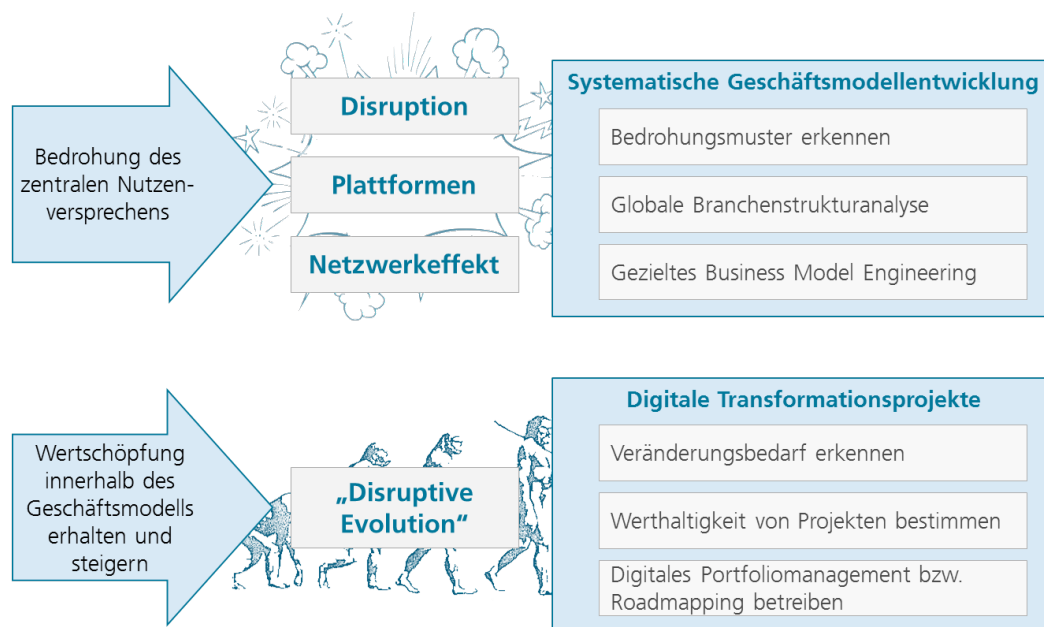 Bedrohung des
zentralen Nutzen-
versprechens
Disruption
Plattformen
Netzwerkeffekt
Systematische Geschäftsmodellentwicklung
Bedrohungsmuster erkennen
Globale Branchenstrukturanalyse
Gezieltes Business Model Engineering
Wertschöpfung
innerhalb des
Geschäftsmodells
erhalten und
steigern
„Disruptive
Evolution“
Digitale Transformationsprojekte
Veränderungsbedarf erkennen
Werthaltigkeit von Projekten bestimmen
Digitales Portfoliomanagement bzw.
Roadmapping betreiben